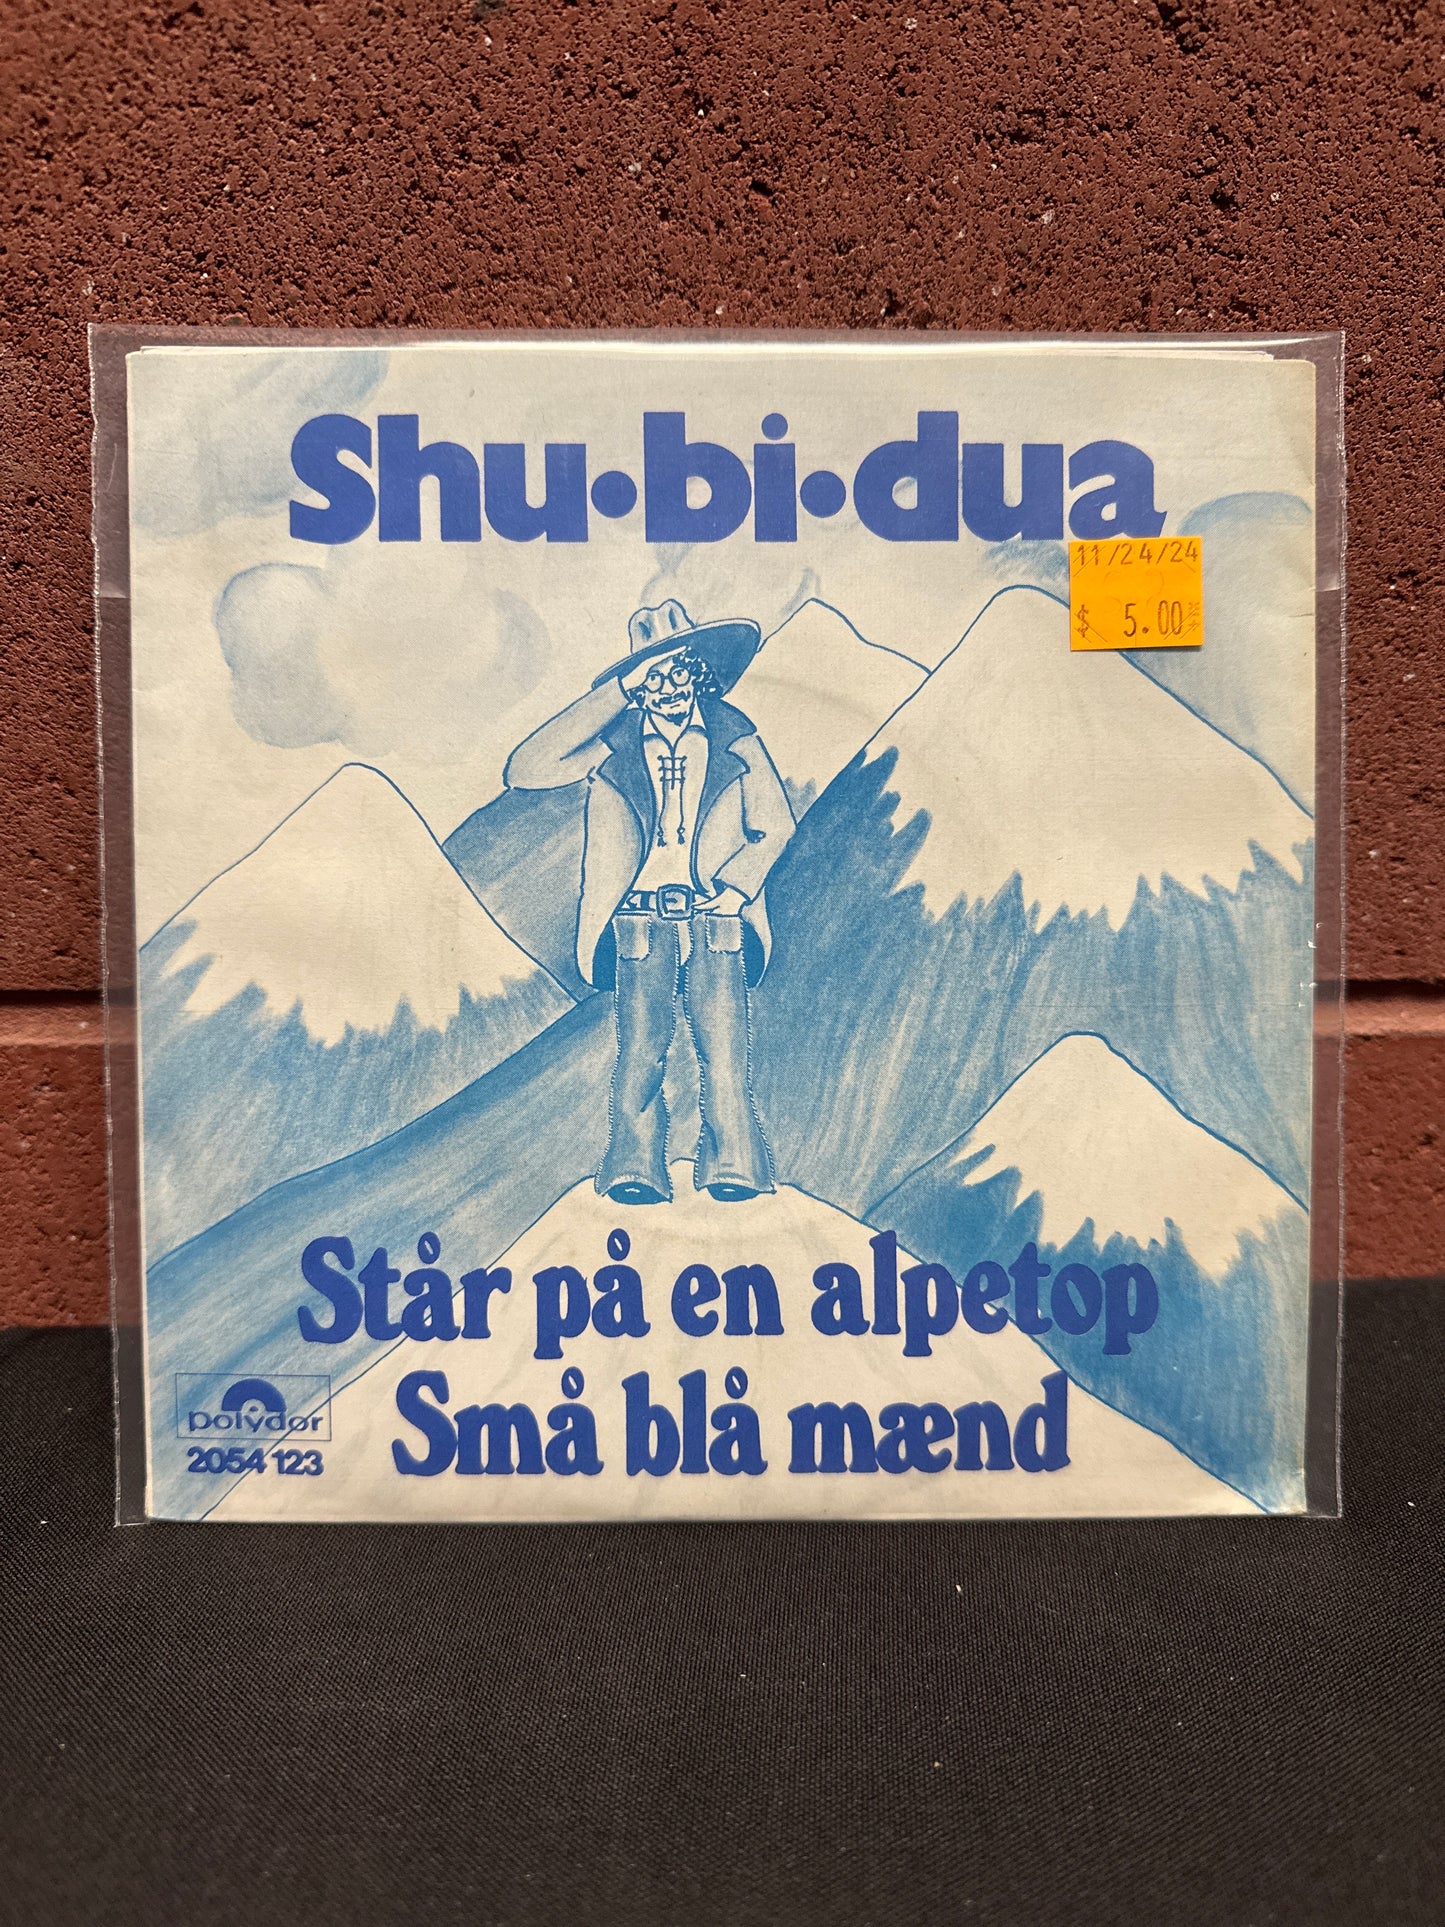 Shu·bi·dua
11/24/24
$ 5.00
Står på en alpetop
Små blå mænd
polydor
2054 123